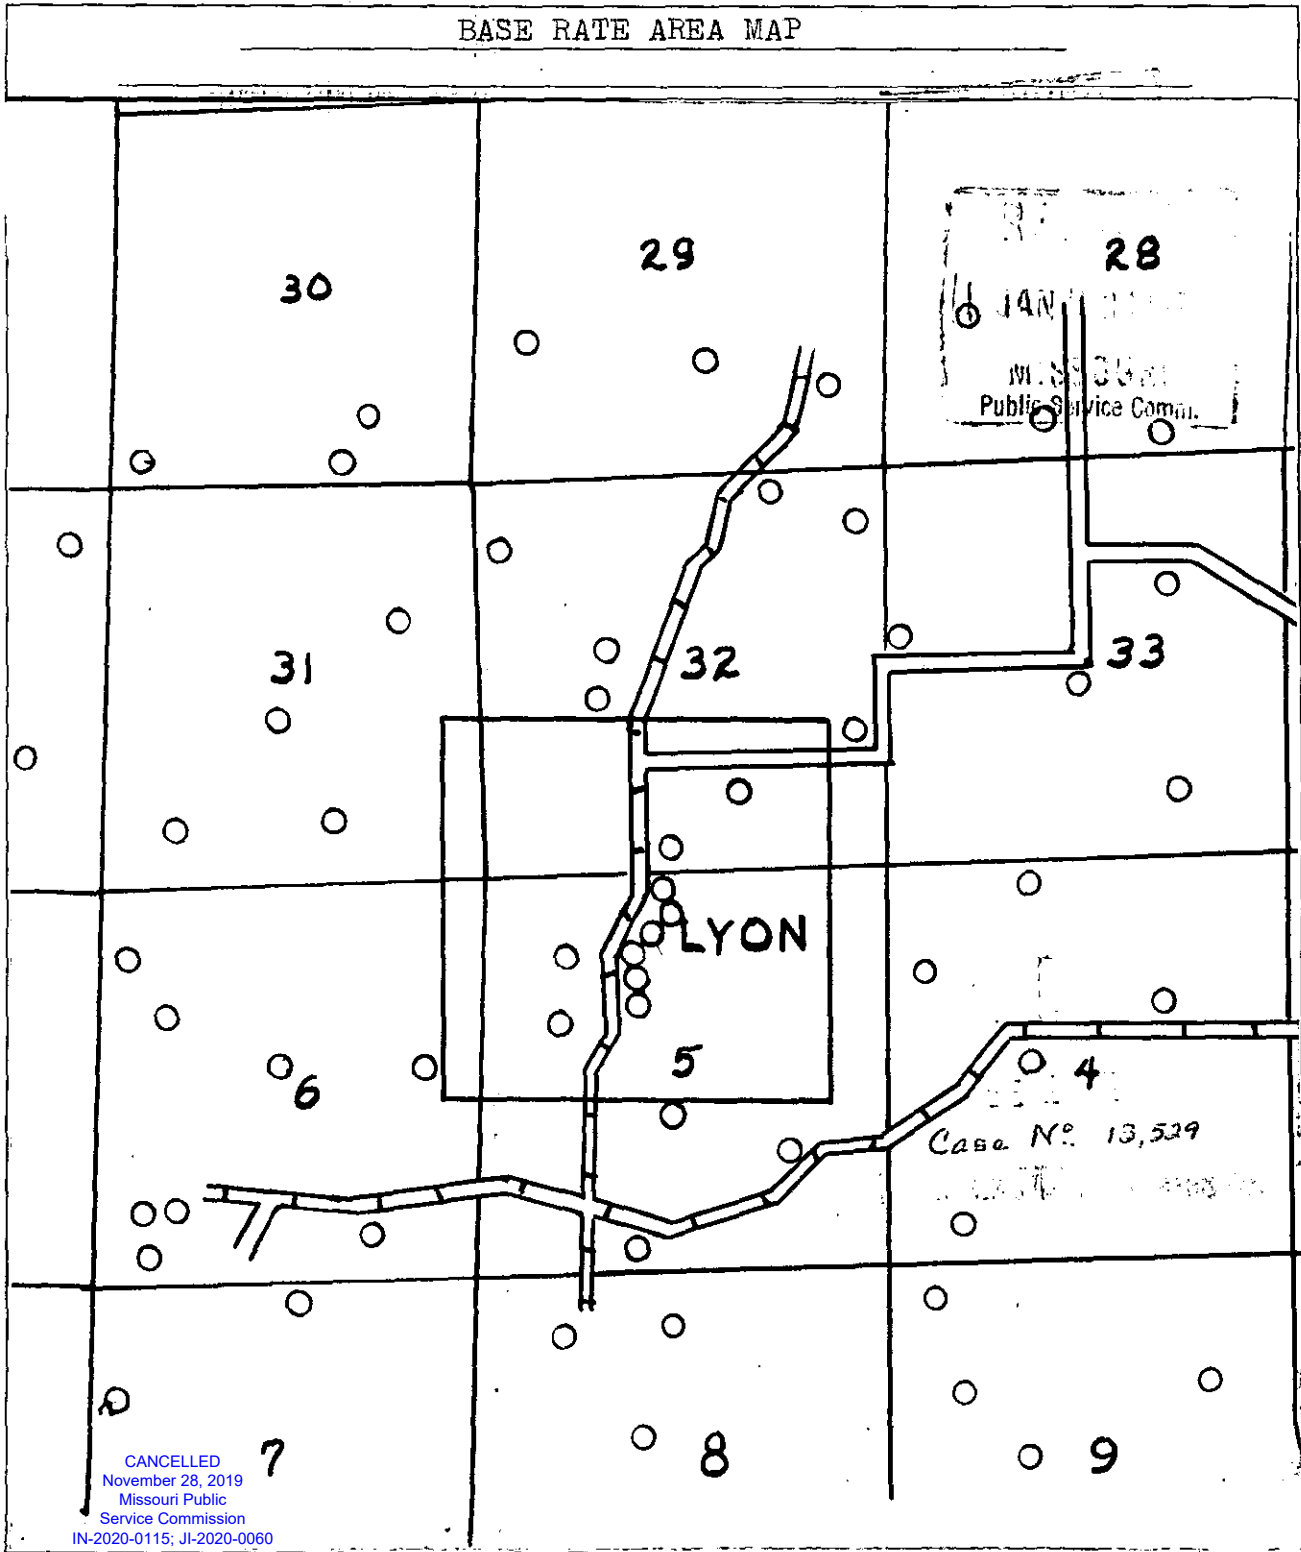 BASE RATE AREA MAP
30
29
28
JAN
Public Service Comm.
31
32
33
LYON
6
5
4
Case No. 13,529
7
8
9
CANCELLED
November 28, 2019
Missouri Public
Service Commission
IN-2020-0115; JI-2020-0060